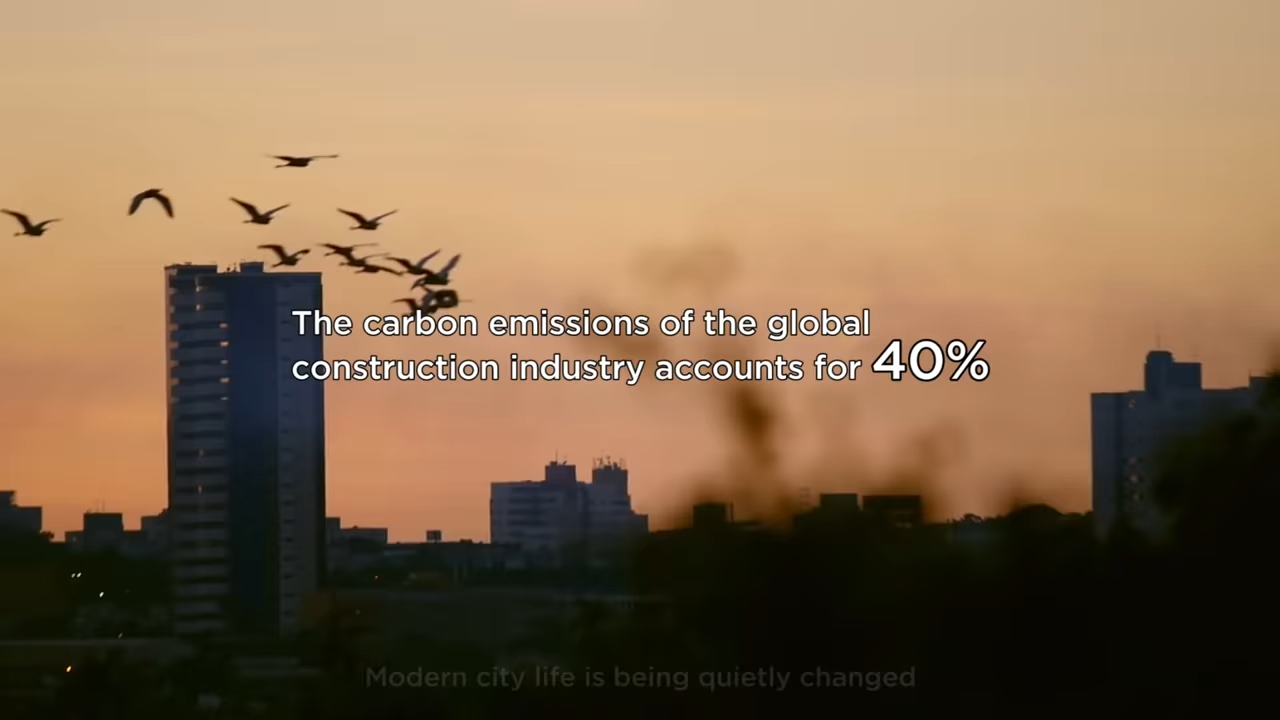 The carbon emissions of the global
construction industry accounts for 40%
Modern city life is being quietly changed